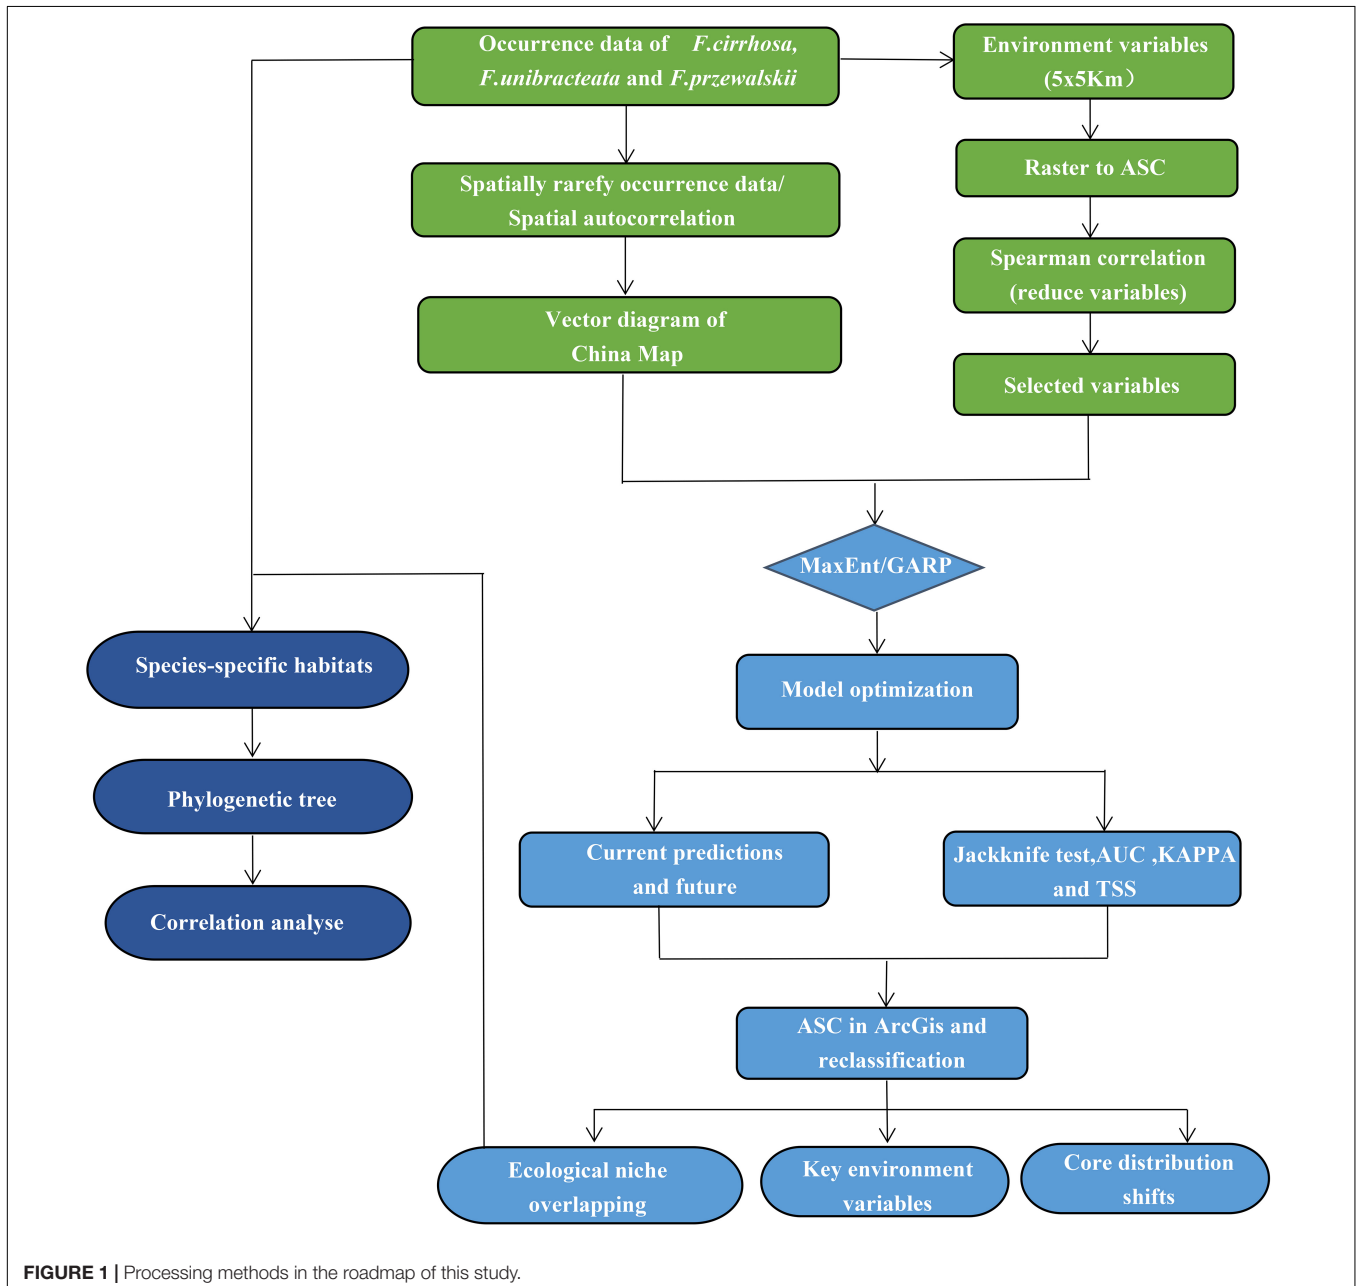 Occurrence data of F.cirrhosa,
F.unibracteata and F.przewalskii
Environment variables
(5x5Km）
Spatially rarefy occurrence data/
Spatial autocorrelation
Raster to ASC
Spearman correlation
(reduce variables)
Vector diagram of
China Map
Selected variables
MaxEnt/GARP
Species-specific habitats
Model optimization
Phylogenetic tree
Current predictions
and future
Jackknife test,AUC ,KAPPA
and TSS
Correlation analyse
ASC in ArcGis and
reclassification
Ecological niche
overlapping
Key environment
variables
Core distribution
shifts
FIGURE 1 | Processing methods in the roadmap of this study.